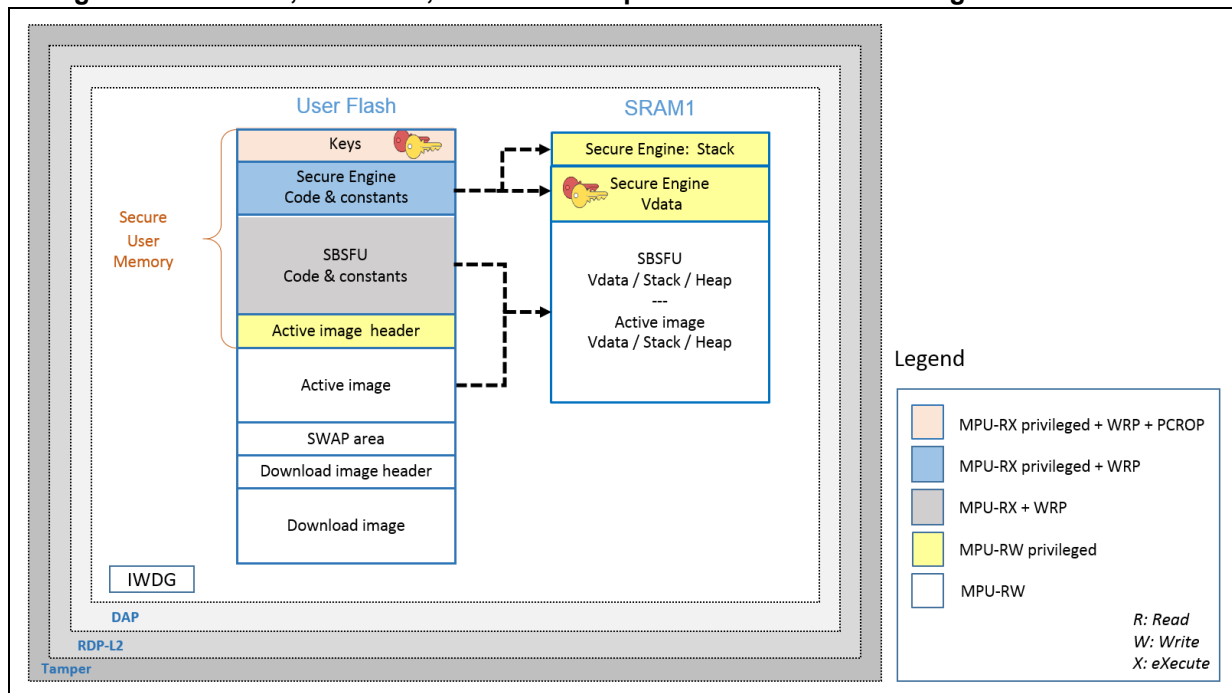 User Flash
SRAM1
Keys
Secure Engine: Stack
Secure Engine
Code & constants
Secure Engine
Vdata
Secure
User
Memory
SBSFU
Code & constants
SBSFU
Vdata / Stack / Heap
---
Active image
Vdata / Stack / Heap
Active image header
Active image
SWAP area
Download image header
Download image
IWDG
DAP
RDP-L2
Tamper
Legend
MPU-RX privileged + WRP + PCROP
MPU-RX privileged + WRP
MPU-RX + WRP
MPU-RW privileged
MPU-RW
R: Read
W: Write
X: eXecute